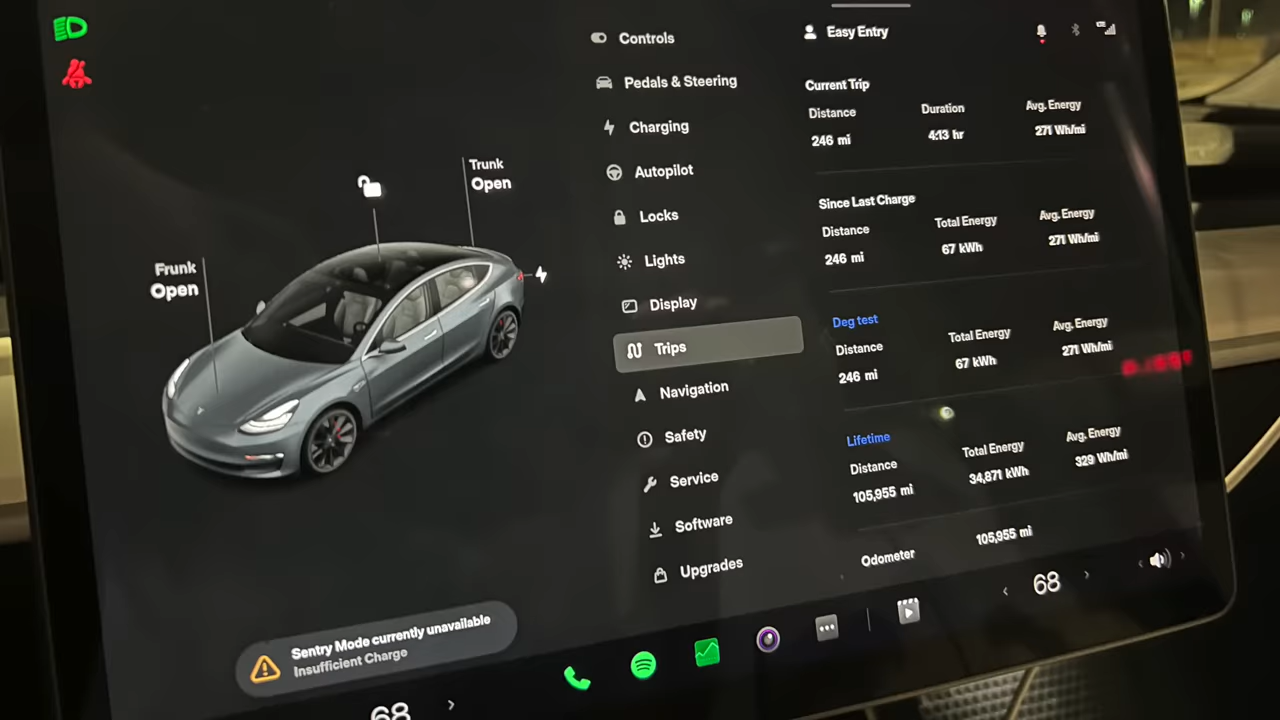 Controls
Pedals & Steering
Charging
Autopilot
Locks
Lights
Display
Trips
Navigation
Safety
Service
Software
Upgrades
Trunk
Open
Frunk
Open
Sentry Mode currently unavailable
Insufficient Charge
Easy Entry
LTE
Current Trip
Distance Duration Avg. Energy
246 mi 4:13 hr 271 Wh/mi
Since Last Charge
Distance Total Energy Avg. Energy
246 mi 67 kWh 271 Wh/mi
Deg test
Distance Total Energy Avg. Energy
246 mi 67 kWh 271 Wh/mi
Lifetime
Distance Total Energy Avg. Energy
105,955 mi 34,871 kWh 329 Wh/mi
Odometer 105,955 mi
68
68